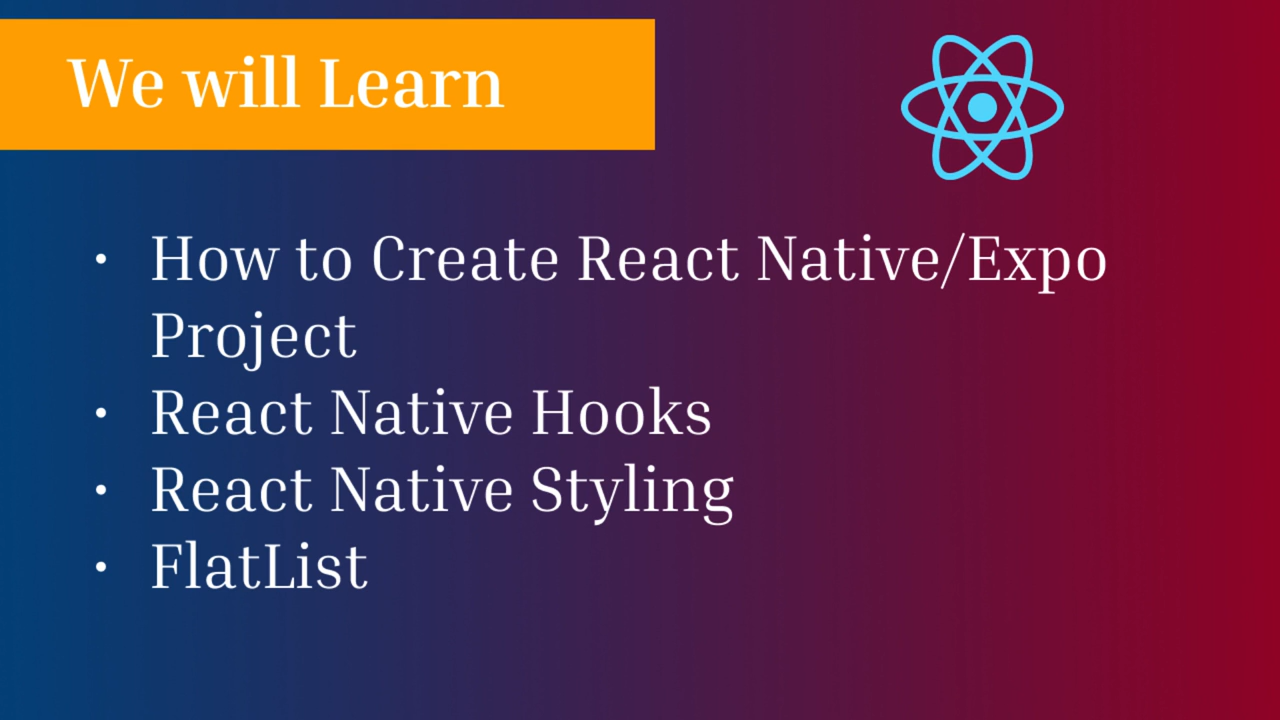 We will Learn
• How to Create React Native/Expo
Project
• React Native Hooks
• React Native Styling
• FlatList